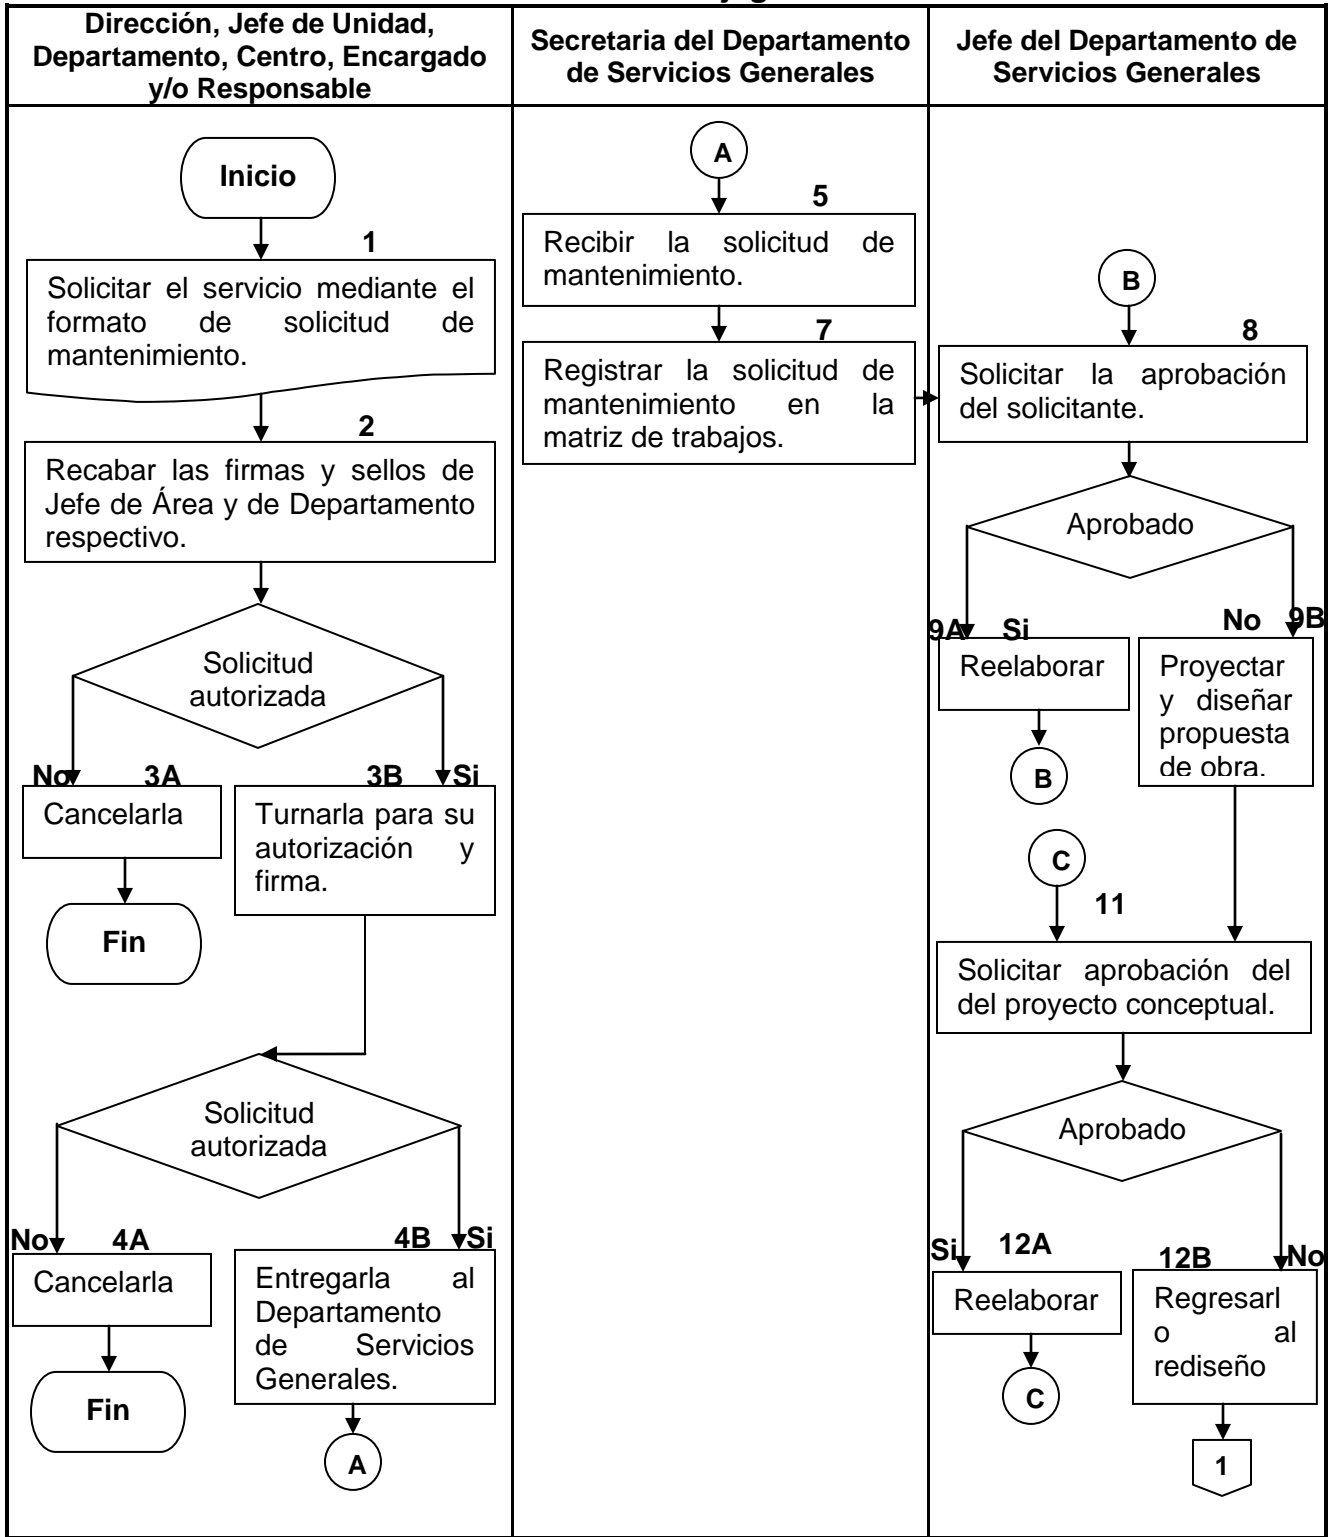 Dirección, Jefe de Unidad,
Departamento, Centro, Encargado
y/o Responsable
Secretaria del Departamento
de Servicios Generales
Jefe del Departamento de
Servicios Generales
Inicio
1
Solicitar el servicio mediante el
formato de solicitud de
mantenimiento.
2
Recabar las firmas y sellos de
Jefe de Área y de Departamento
respectivo.
Solicitud
autorizada
No
3A
3B
Si
Cancelarla
Turnarla para su
autorización y
firma.
Fin
Solicitud
autorizada
No
4A
4B
Si
Cancelarla
Entregarla al
Departamento
de Servicios
Generales.
Fin
A
A
5
Recibir la solicitud de
mantenimiento.
7
Registrar la solicitud de
mantenimiento en la
matriz de trabajos.
B
8
Solicitar la aprobación
del solicitante.
Aprobado
9A
Si
No
9B
Reelaborar
Proyectar
y diseñar
propuesta
de obra.
B
C
11
Solicitar aprobación del
del proyecto conceptual.
Aprobado
Si
12A
12B
No
Reelaborar
Regresarl
o al
rediseño
C
1